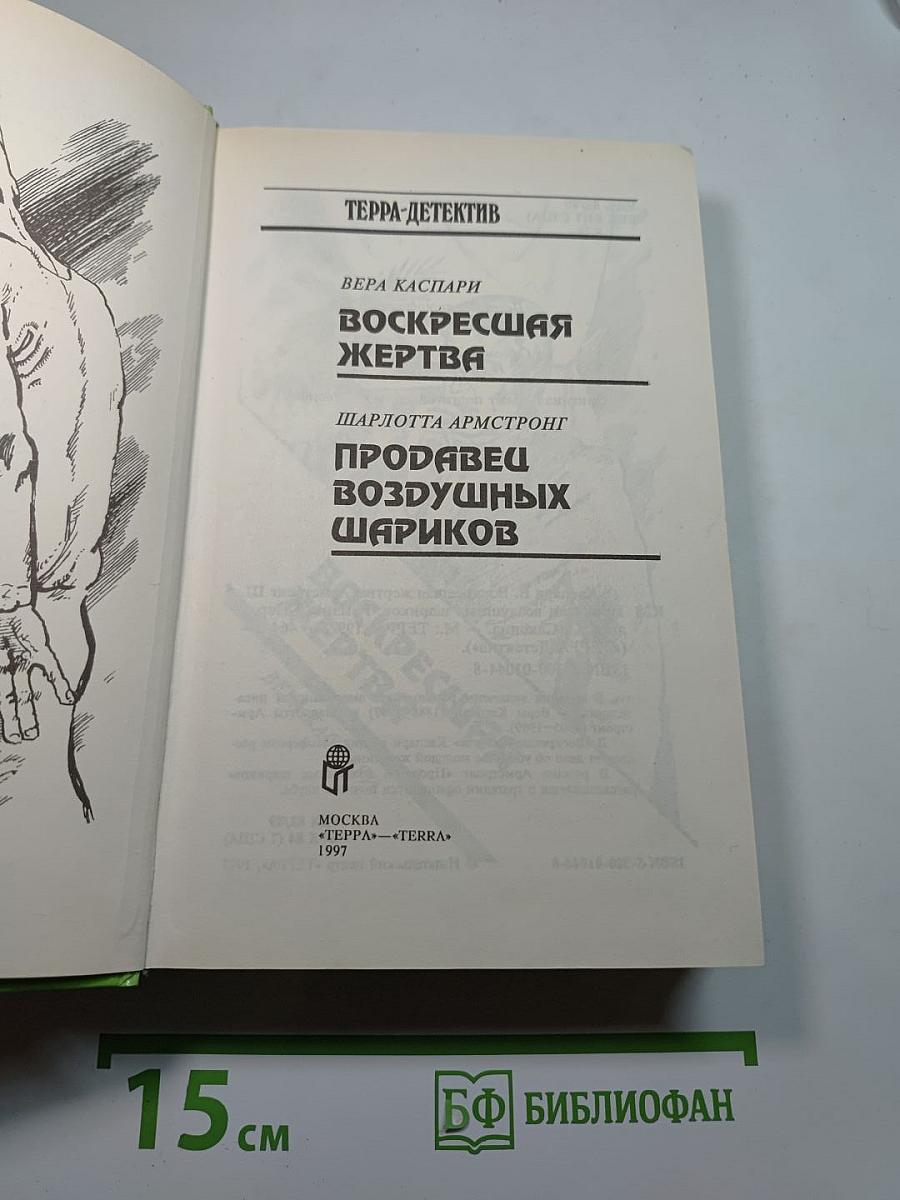 ТЕРРА-ДЕТЕКТИВ
ВЕРА КАСПАРИ
ВОСКРЕСШАЯ
ЖЕРТВА
ШАРЛОТТА АРМСТРОНГ
ПРОДАВЕЦ
ВОЗДУШНЫХ
ШАРИКОВ
МОСКВА
«ТЕРРА»—«TERRA»
1997
15 см
БФ БИБЛИОФАН